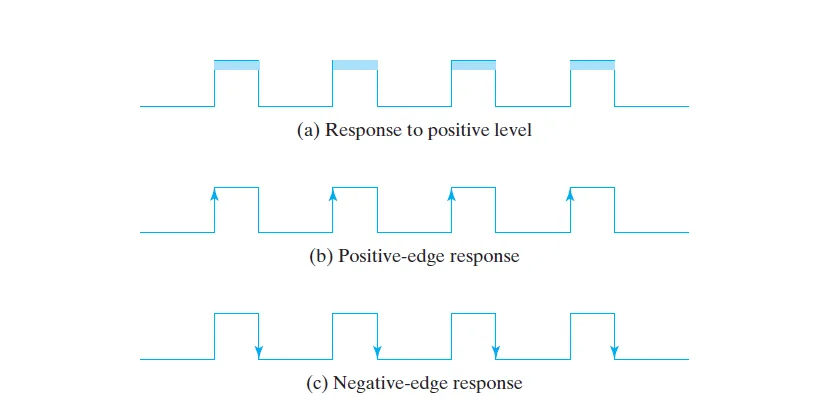 (a) Response to positive level
(b) Positive-edge response
(c) Negative-edge response